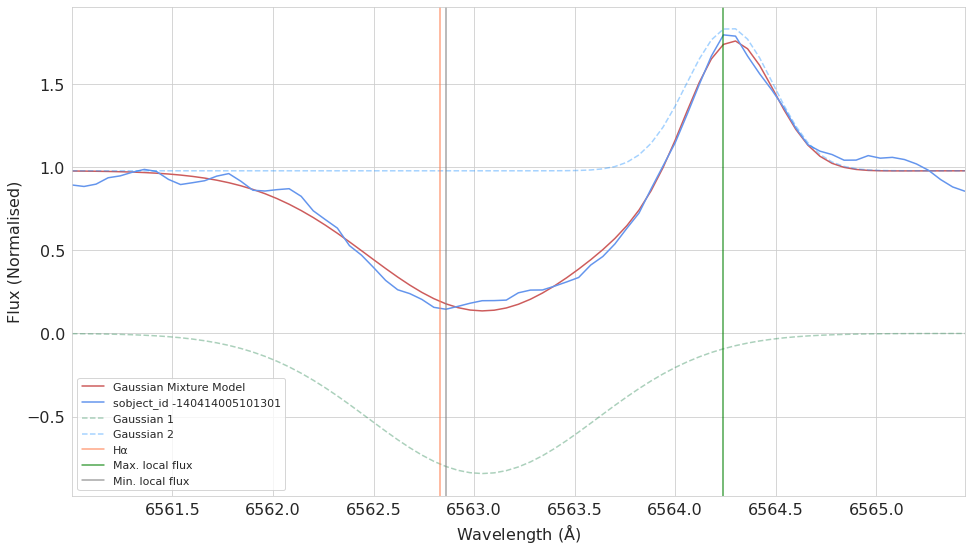 1.5
1.0
0.5
0.0
−0.5
Flux (Normalised)
Gaussian Mixture Model
sobject_id -140414005101301
Gaussian 1
Gaussian 2
Hα
Max. local flux
Min. local flux
6561.5 6562.0 6562.5 6563.0 6563.5 6564.0 6564.5 6565.0
Wavelength (Å)